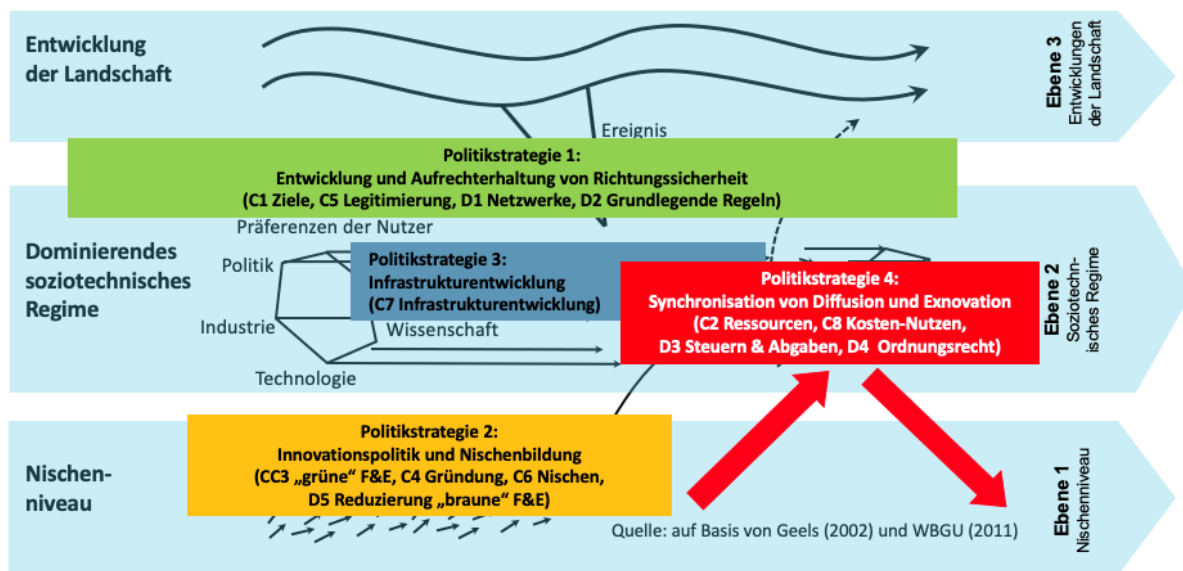 Entwicklung
der Landschaft
Ereignis
Ebene 3
Entwicklungen
der Landschaft
Politikstrategie 1:
Entwicklung und Aufrechterhaltung von Richtungssicherheit
(C1 Ziele, C5 Legitimierung, D1 Netzwerke, D2 Grundlegende Regeln)
Dominierendes
soziotechnisches
Regime
Präferenzen der Nutzer
Politik
Industrie
Wissenschaft
Technologie
Politikstrategie 3:
Infrastrukturentwicklung
(C7 Infrastrukturentwicklung)
Politikstrategie 4:
Synchronisation von Diffusion und Exnovation
(C2 Ressourcen, C8 Kosten-Nutzen,
D3 Steuern & Abgaben, D4 Ordnungsrecht)
Ebene 2
Soziotechn-
isches Regime
Nischen-
niveau
Politikstrategie 2:
Innovationspolitik und Nischenbildung
(CC3 „grüne“ F&E, C4 Gründung, C6 Nischen,
D5 Reduzierung „braune“ F&E)
Quelle: auf Basis von Geels (2002) und WBGU (2011)
Ebene 1
Nischenniveau